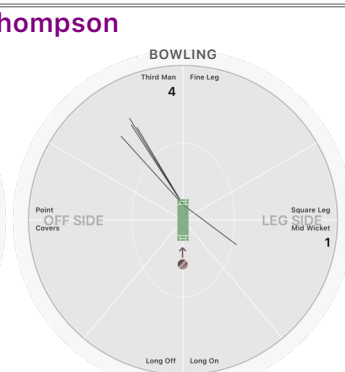 hompson
BOWLING
Third Man Fine Leg
4
Point Square Leg
OFF SIDE LEG SIDE
Covers Mid Wicket
1
Long Off Long On